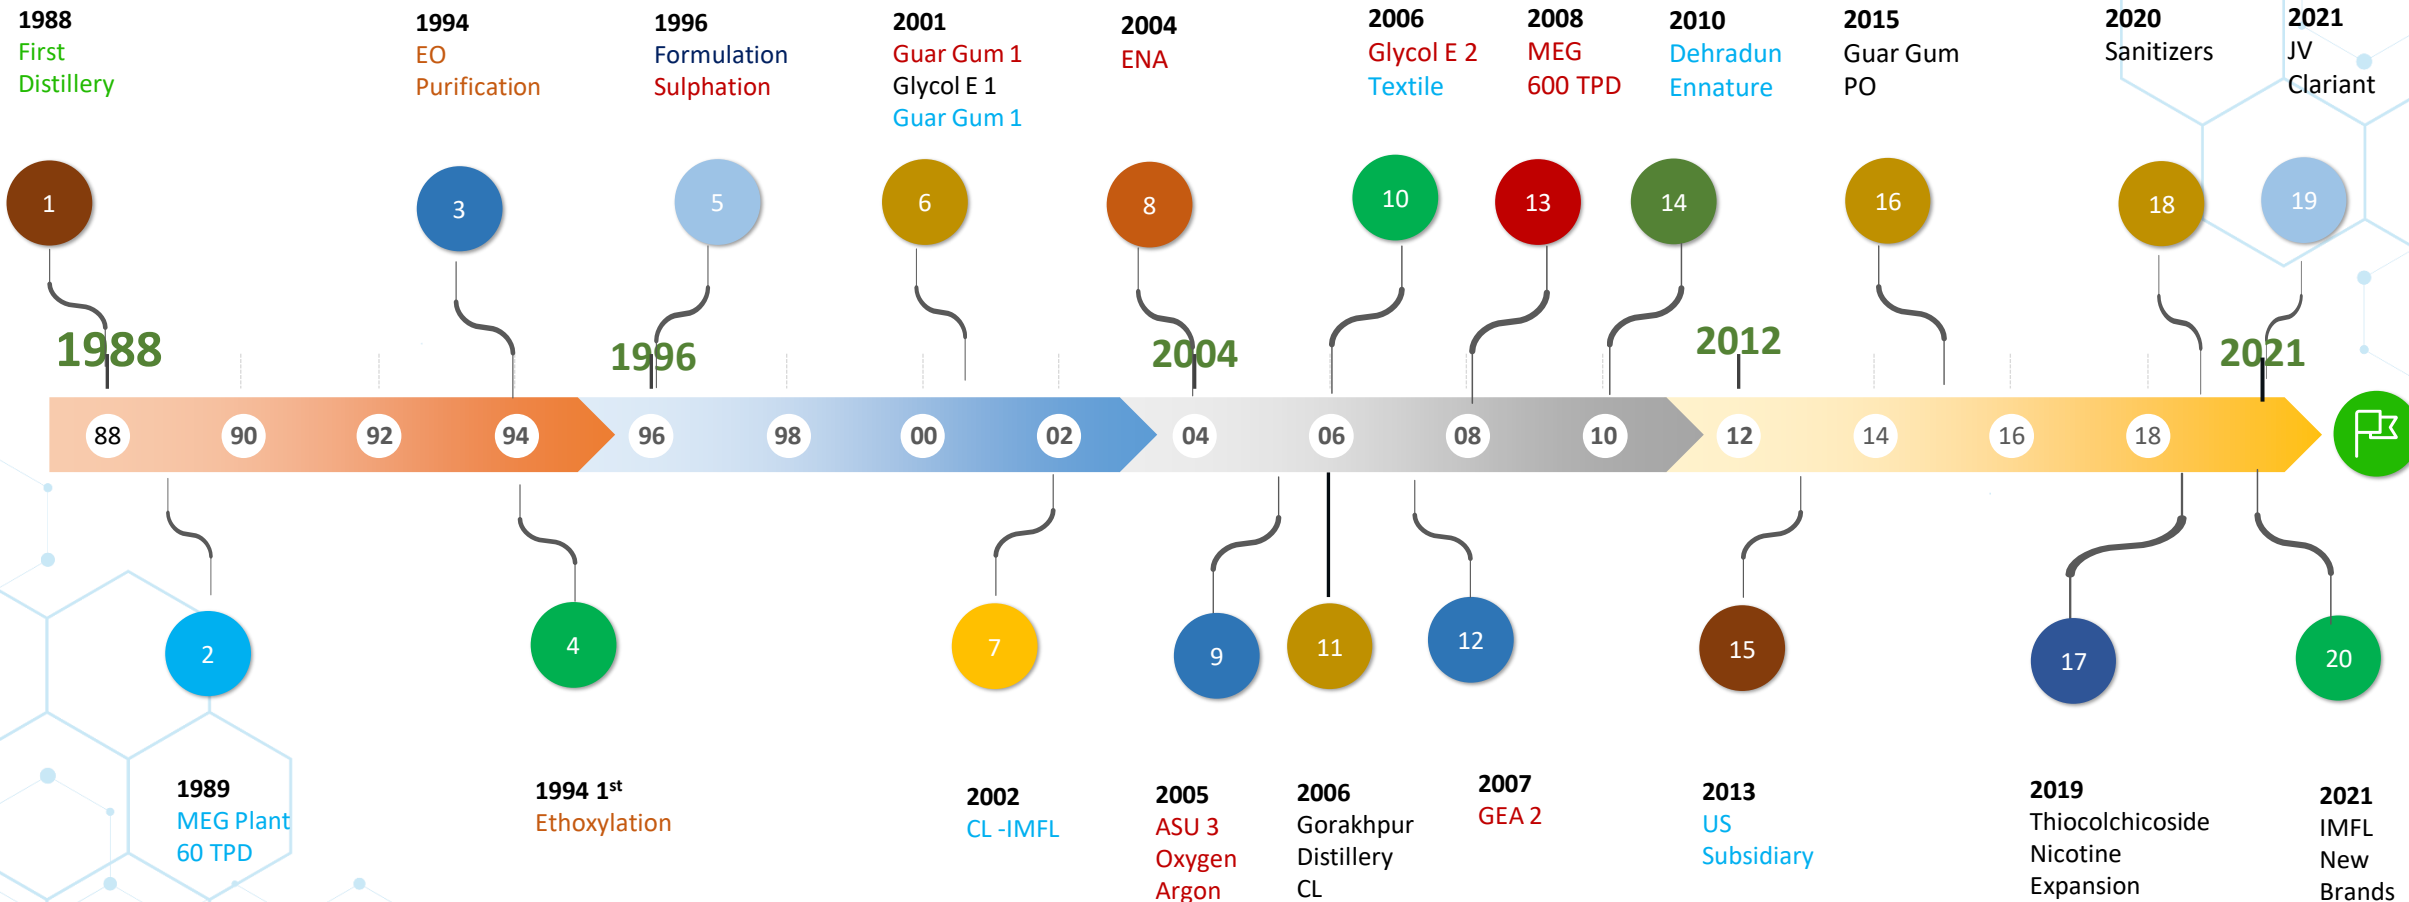 1988
First
Distillery
1994
EO
Purification
1996
Formulation
Sulphation
2001
Guar Gum 1
Glycol E 1
Guar Gum 1
2004
ENA
2006
Glycol E 2
Textile
2008
MEG
600 TPD
2010
Dehradun
Ennature
2015
Guar Gum
PO
2020
Sanitizers
2021
JV
Clariant
1
3
5
6
8
10
13
14
16
18
19
1988
1996
2004
2012
2021
88
90
92
94
96
98
00
02
04
06
08
10
12
14
16
18
2
4
7
9
11
12
15
17
20
1989
MEG Plant
60 TPD
1994 1st
Ethoxylation
2002
CL -IMFL
2005
ASU 3
Oxygen
Argon
2006
Gorakhpur
Distillery
CL
2007
GEA 2
2013
US
Subsidiary
2019
Thiocolchicoside
Nicotine
Expansion
2021
IMFL
New
Brands